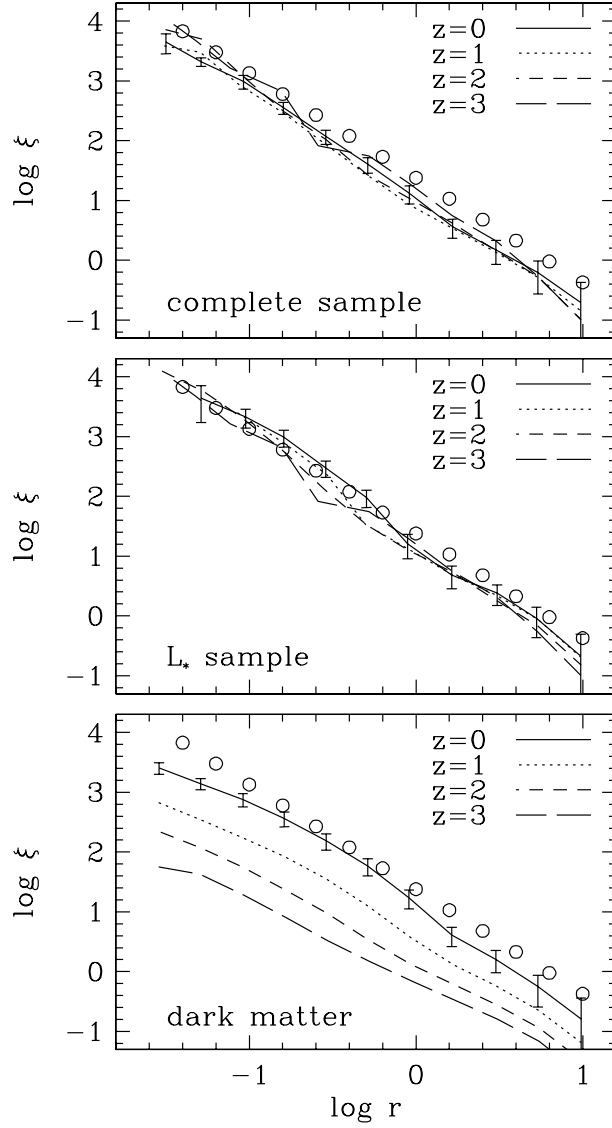 4
3
2
1
0
−1
log ξ
z=0
z=1
z=2
z=3
complete sample
4
3
2
1
0
−1
log ξ
z=0
z=1
z=2
z=3
L* sample
4
3
2
1
0
−1
log ξ
z=0
z=1
z=2
z=3
dark matter
−1 0 1
log r